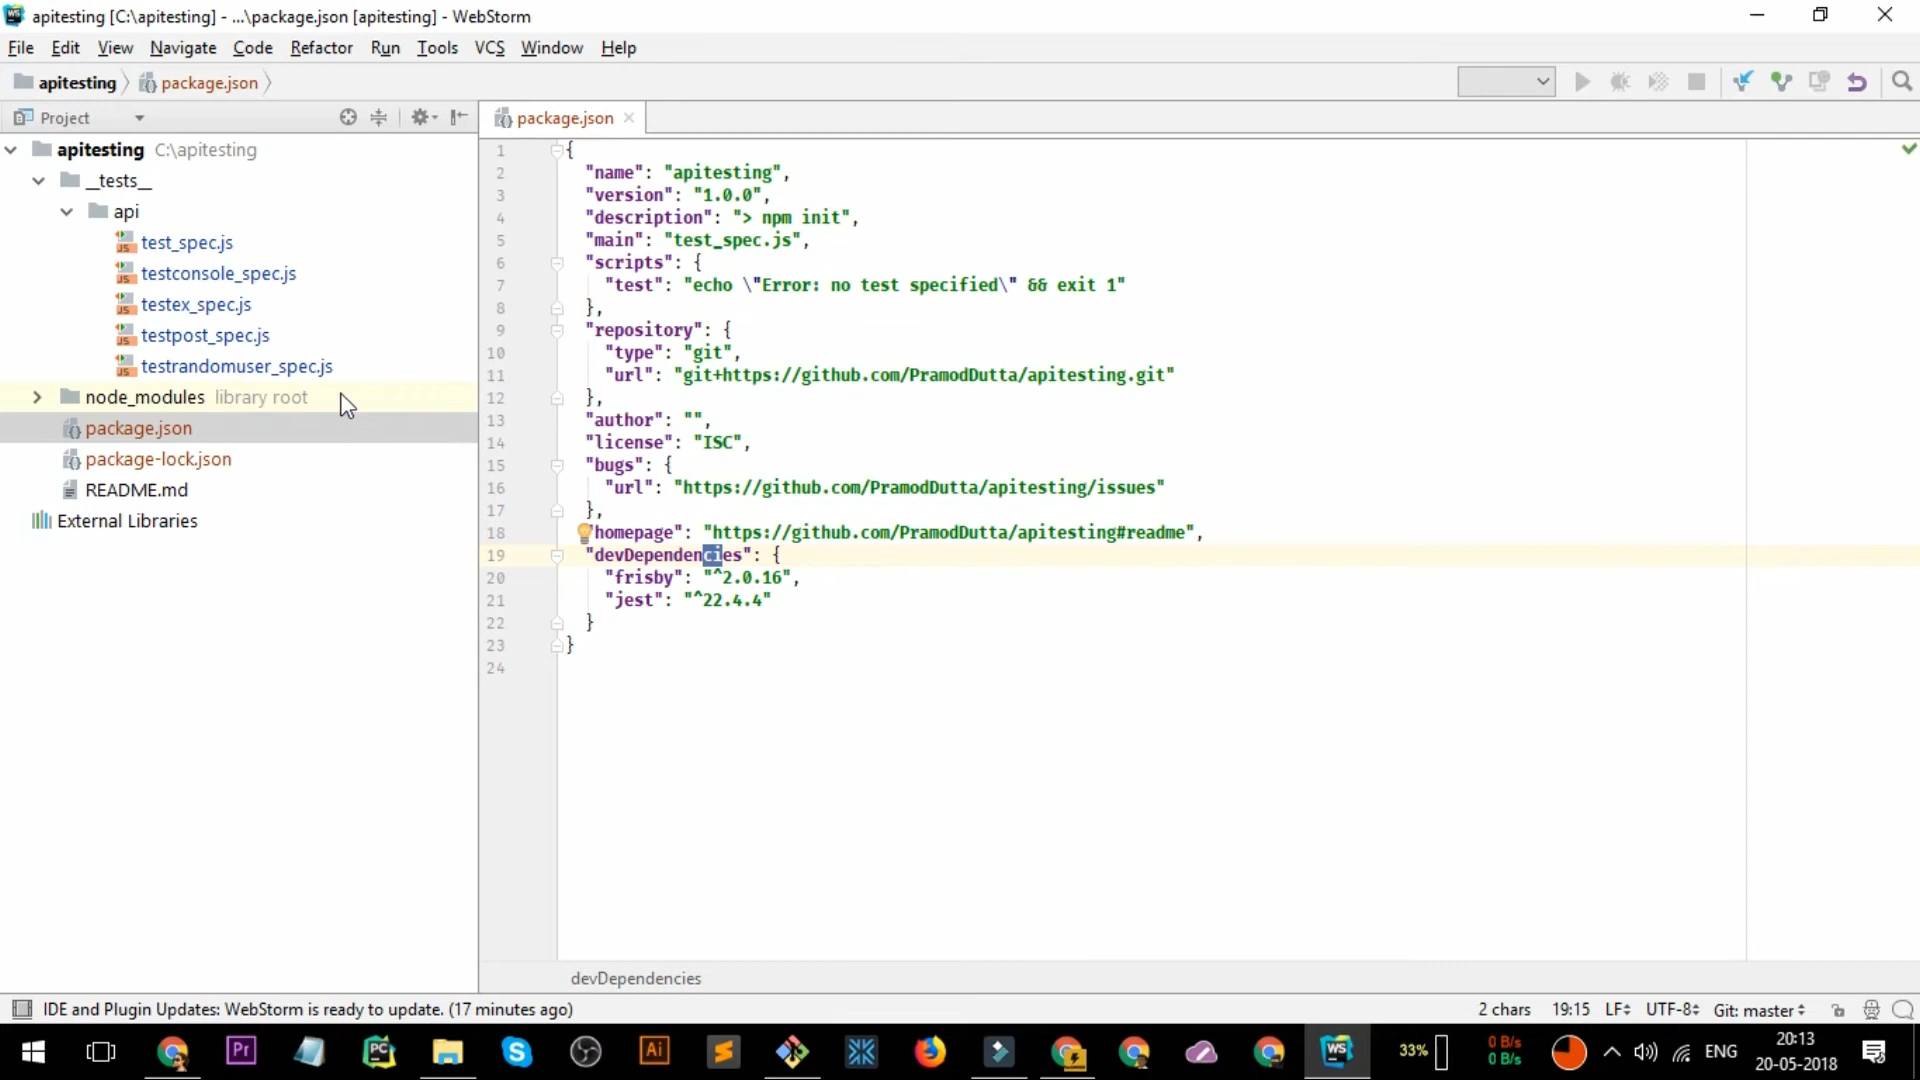 apitesting [C:\apitesting] - ...\package.json [apitesting] - WebStorm
File Edit View Navigate Code Refactor Run Tools VCS Window Help
apitesting package.json
Project
package.json
apitesting C:\apitesting
__tests__
api
test_spec.js
testconsole_spec.js
testex_spec.js
testpost_spec.js
testrandomuser_spec.js
node_modules library root
package.json
package-lock.json
README.md
External Libraries
1 {
2 "name": "apitesting",
3 "version": "1.0.0",
4 "description": "> npm init",
5 "main": "test_spec.js",
6 "scripts": {
7 "test": "echo \"Error: no test specified\" && exit 1"
8 },
9 "repository": {
10 "type": "git",
11 "url": "git+https://github.com/PramodDutta/apitesting.git"
12 },
13 "author": "",
14 "license": "ISC",
15 "bugs": {
16 "url": "https://github.com/PramodDutta/apitesting/issues"
17 },
18 "homepage": "https://github.com/PramodDutta/apitesting#readme",
19 "devDependencies": {
20 "frisby": "^2.0.16",
21 "jest": "^22.4.4"
22 }
23 }
24
devDependencies
IDE and Plugin Updates: WebStorm is ready to update. (17 minutes ago)
2 chars 19:15 LF UTF-8 Git: master
Pr PC S Ai WS 33% 0 B/s ENG 20:13
0 B/s 20-05-2018